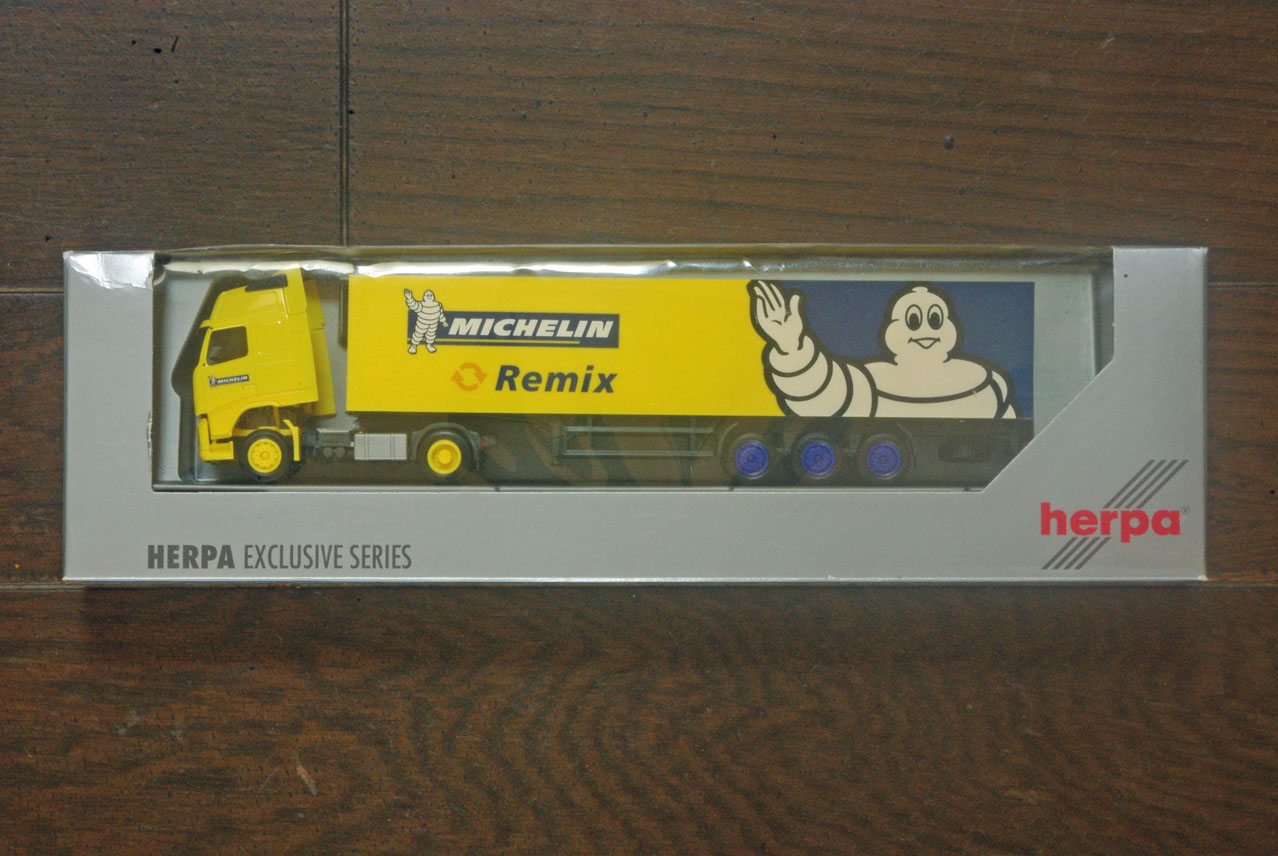 MICHELIN
Remix
MICHELIN
HERPA EXCLUSIVE SERIES
herpa®